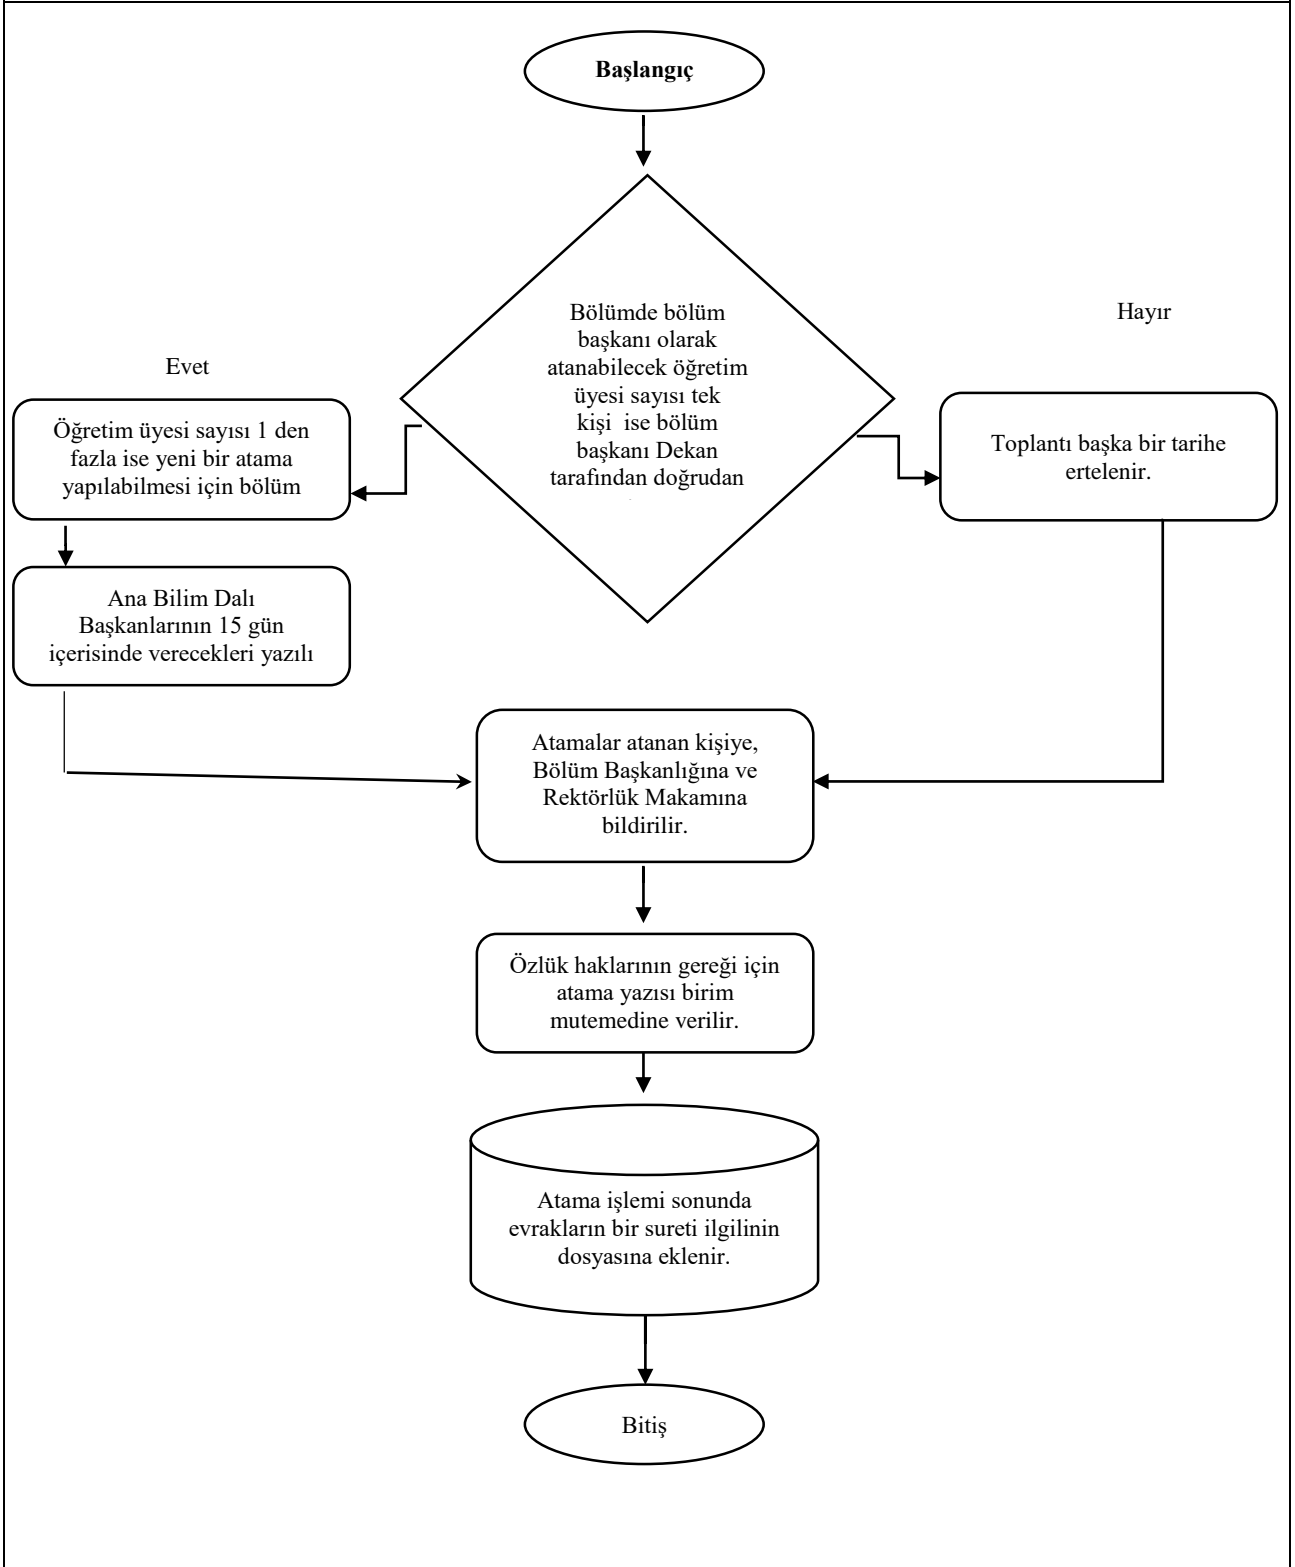 Başlangıç
Bölümde bölüm
başkanı olarak
atanabilecek öğretim
üyesi sayısı tek
kişi  ise bölüm
başkanı Dekan
tarafından doğrudan
Evet
Hayır
Öğretim üyesi sayısı 1 den
fazla ise yeni bir atama
yapılabilmesi için bölüm
Toplantı başka bir tarihe
ertelenir.
Ana Bilim Dalı
Başkanlarının 15 gün
içerisinde verecekleri yazılı
Atamalar atanan kişiye,
Bölüm Başkanlığına ve
Rektörlük Makamına
bildirilir.
Özlük haklarının gereği için
atama yazısı birim
mutemedine verilir.
Atama işlemi sonunda
evrakların bir sureti ilgilinin
dosyasına eklenir.
Bitiş